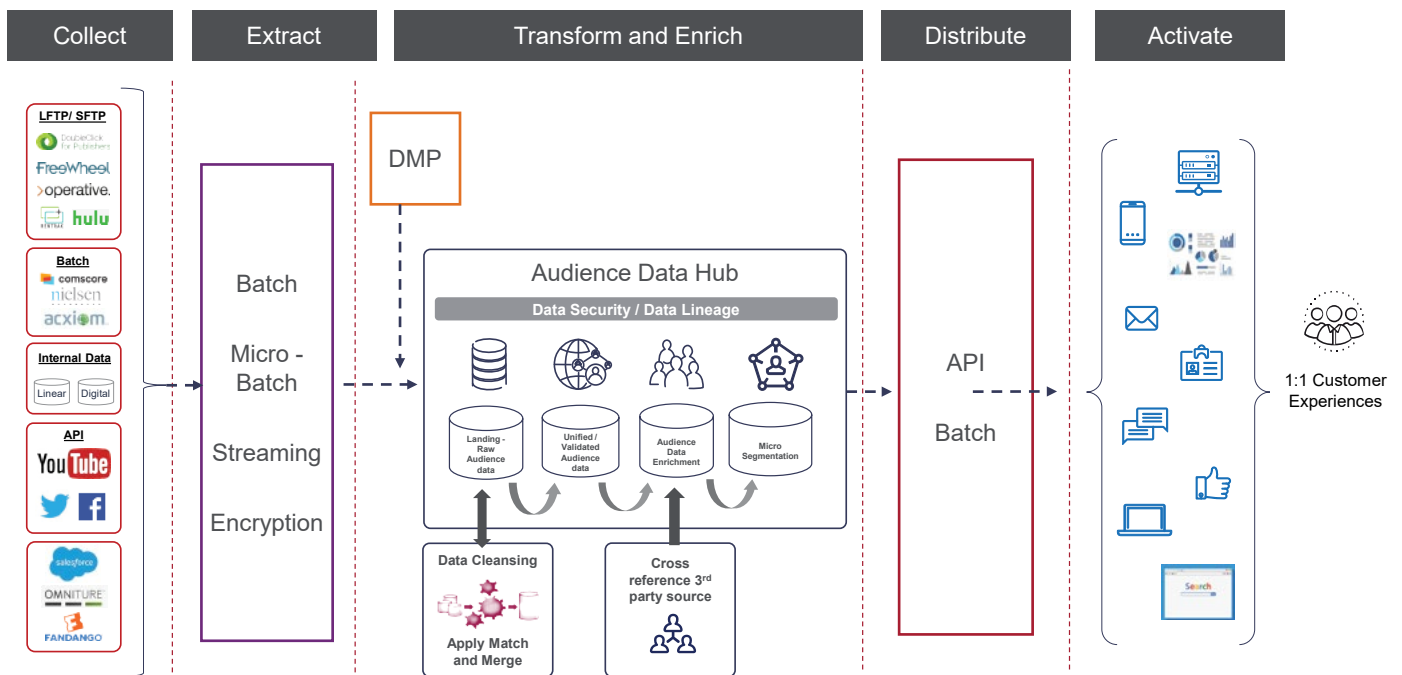 Collect
Extract
Transform and Enrich
Distribute
Activate
LFTP/ SFTP
DoubleClick
for Publishers
FreeWheel
operative.
RENTRAK
hulu
Batch
comscore
nielsen
acxiom
Internal Data
Linear
Digital
API
YouTube
salesforce
OMNITURE
FANDANGO
Batch
Micro -
Batch
Streaming
Encryption
DMP
Audience Data Hub
Data Security / Data Lineage
Landing -
Raw
Audience
data
Unified /
Validated
Audience
data
Audience
Data
Enrichment
Micro
Segmentation
Data Cleansing
Apply Match
and Merge
Cross
reference 3rd
party source
API
Batch
Search
1:1 Customer
Experiences